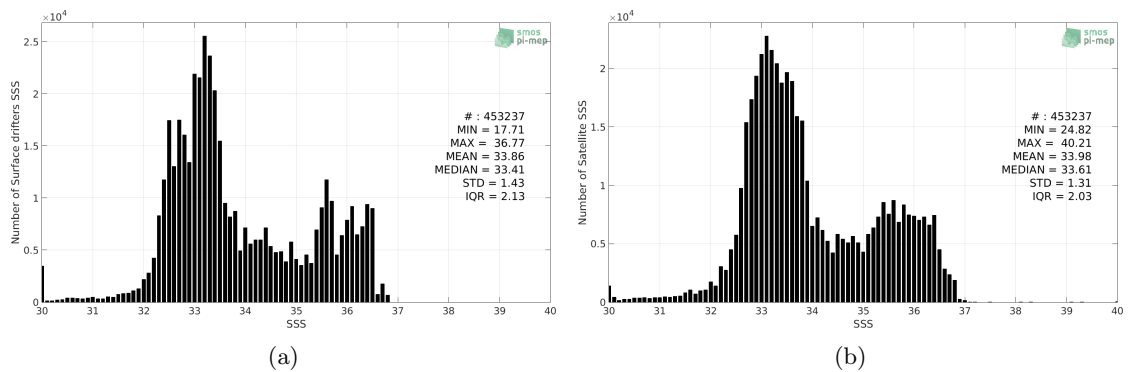 ×10⁴
smos
pi-mep
2.5
2
1.5
1
0.5
0
Number of Surface drifters SSS
# : 453237
MIN = 17.71
MAX = 36.77
MEAN = 33.86
MEDIAN = 33.41
STD = 1.43
IQR = 2.13
30 31 32 33 34 35 36 37 38 39 40
SSS
(a)
×10⁴
smos
pi-mep
2
1.5
1
0.5
0
Number of Satellite SSS
# : 453237
MIN = 24.82
MAX = 40.21
MEAN = 33.98
MEDIAN = 33.61
STD = 1.31
IQR = 2.03
30 31 32 33 34 35 36 37 38 39 40
SSS
(b)